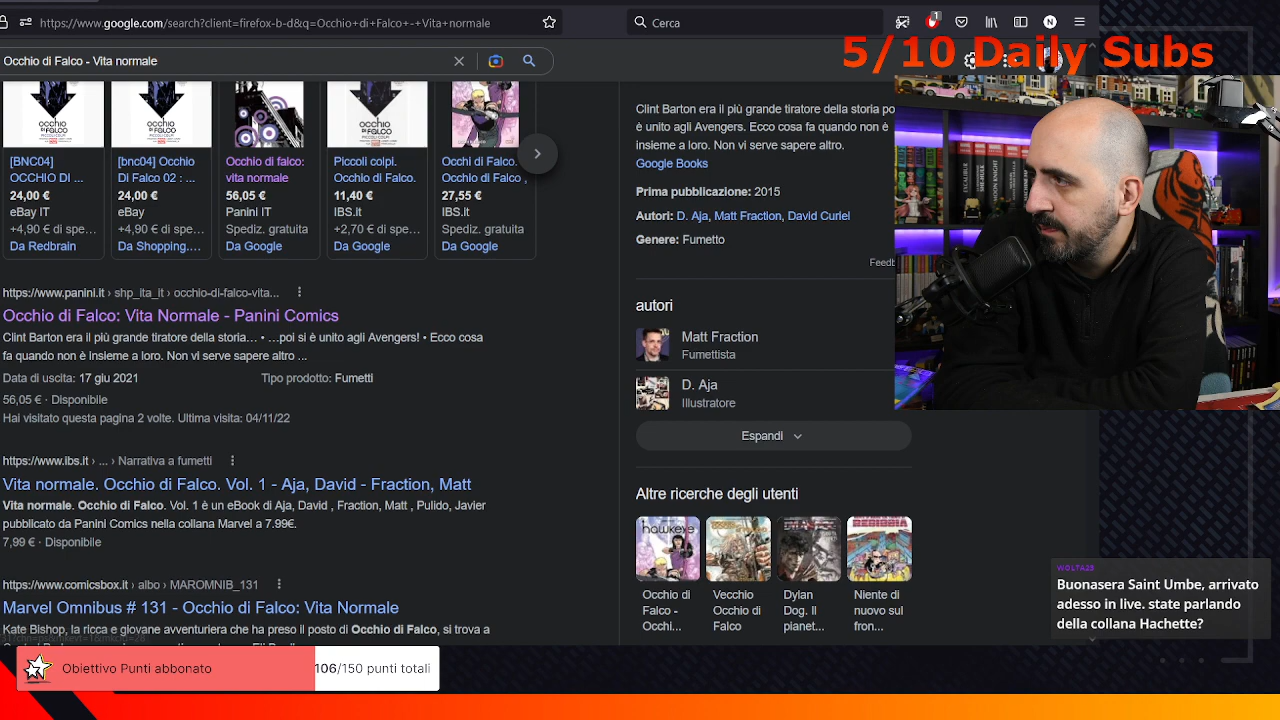 https://www.google.com/search?client=firefox-b-d&q=Occhio+di+Falco+-+Vita+normale
Cerca
1
N
5/10 Daily Subs
Occhio di Falco - Vita normale
[BNC04]
OCCHIO DI ...
24,00 €
eBay IT
+4,90 € di spe...
Da Redbrain
[bnc04] Occhio
DI Falco 02 : ...
24,00 €
eBay
+4,90 € di spe...
Da Shopping....
Occhio di falco:
vita normale
56,05 €
Panini IT
Spediz. gratuita
Da Google
Piccoli colpi.
Occhio di Falco.
11,40 €
IBS.it
+2,70 € di spe...
Da Google
Occhi di Falco.
Occhio di Falco ,
27,55 €
IBS.it
Spediz. gratuita
Da Google
https://www.panini.it › shp_ita_it › occhio-di-falco-vita...
Occhio di Falco: Vita Normale - Panini Comics
Clint Barton era il più grande tiratore della storia... • ...poi si è unito agli Avengers! • Ecco cosa
fa quando non è insieme a loro. Non vi serve sapere altro ...
Data di uscita: 17 giu 2021
Tipo prodotto: Fumetti
56,05 € · Disponibile
Hai visitato questa pagina 2 volte. Ultima visita: 04/11/22
https://www.ibs.it › ... › Narrativa a fumetti
Vita normale. Occhio di Falco. Vol. 1 - Aja, David - Fraction, Matt
Vita normale. Occhio di Falco. Vol. 1 è un eBook di Aja, David , Fraction, Matt , Pulido, Javier
pubblicato da Panini Comics nella collana Marvel a 7.99€.
7,99 € · Disponibile
https://www.comicsbox.it › albo › MAROMNIB_131
Marvel Omnibus # 131 - Occhio di Falco: Vita Normale
Kate Bishop, la ricca e giovane avventuriera che ha preso il posto di Occhio di Falco, si trova a
Clint Barton era il più grande tiratore della storia po
è unito agli Avengers. Ecco cosa fa quando non è
insieme a loro. Non vi serve sapere altro.
Google Books
Prima pubblicazione: 2015
Autori: D. Aja, Matt Fraction, David Curiel
Genere: Fumetto
Feedb
autori
Matt Fraction
Fumettista
D. Aja
Illustratore
Espandi
Altre ricerche degli utenti
Occhio di
Falco -
Occhi...
Vecchio
Occhio di
Falco
Dylan
Dog. Il
pianet...
Niente di
nuovo sul
fron...
EXCALIBUR
MOON KNIGHT
WOLTA25
Buonasera Saint Umbe, arrivato
adesso in live. state parlando
della collana Hachette?
Obiettivo Punti abbonato
106/150 punti totali